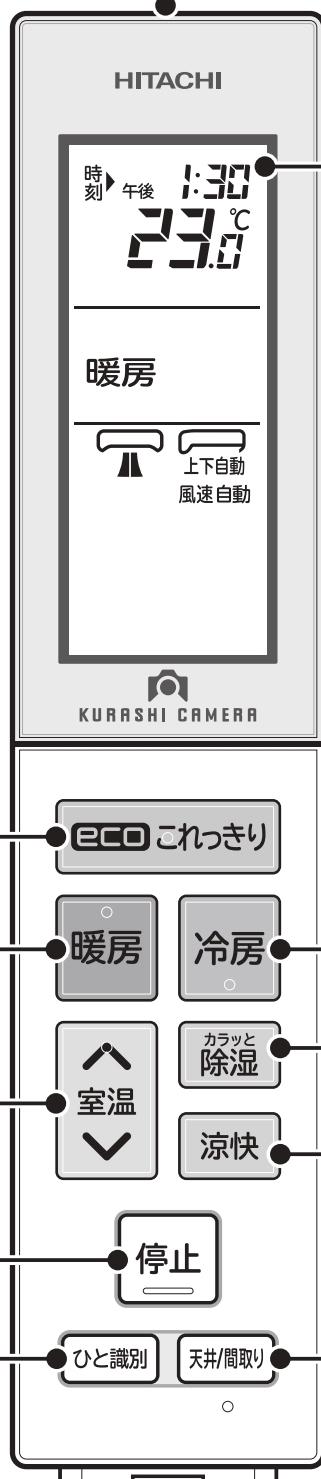 HITACHI
時刻 午後 1:30
23.0℃
暖房
上下自動
風速自動
KURASHI CAMERA
eco これっきり
暖房
冷房
室温
カラッと
除湿
涼快
停止
ひと識別
天井/間取り